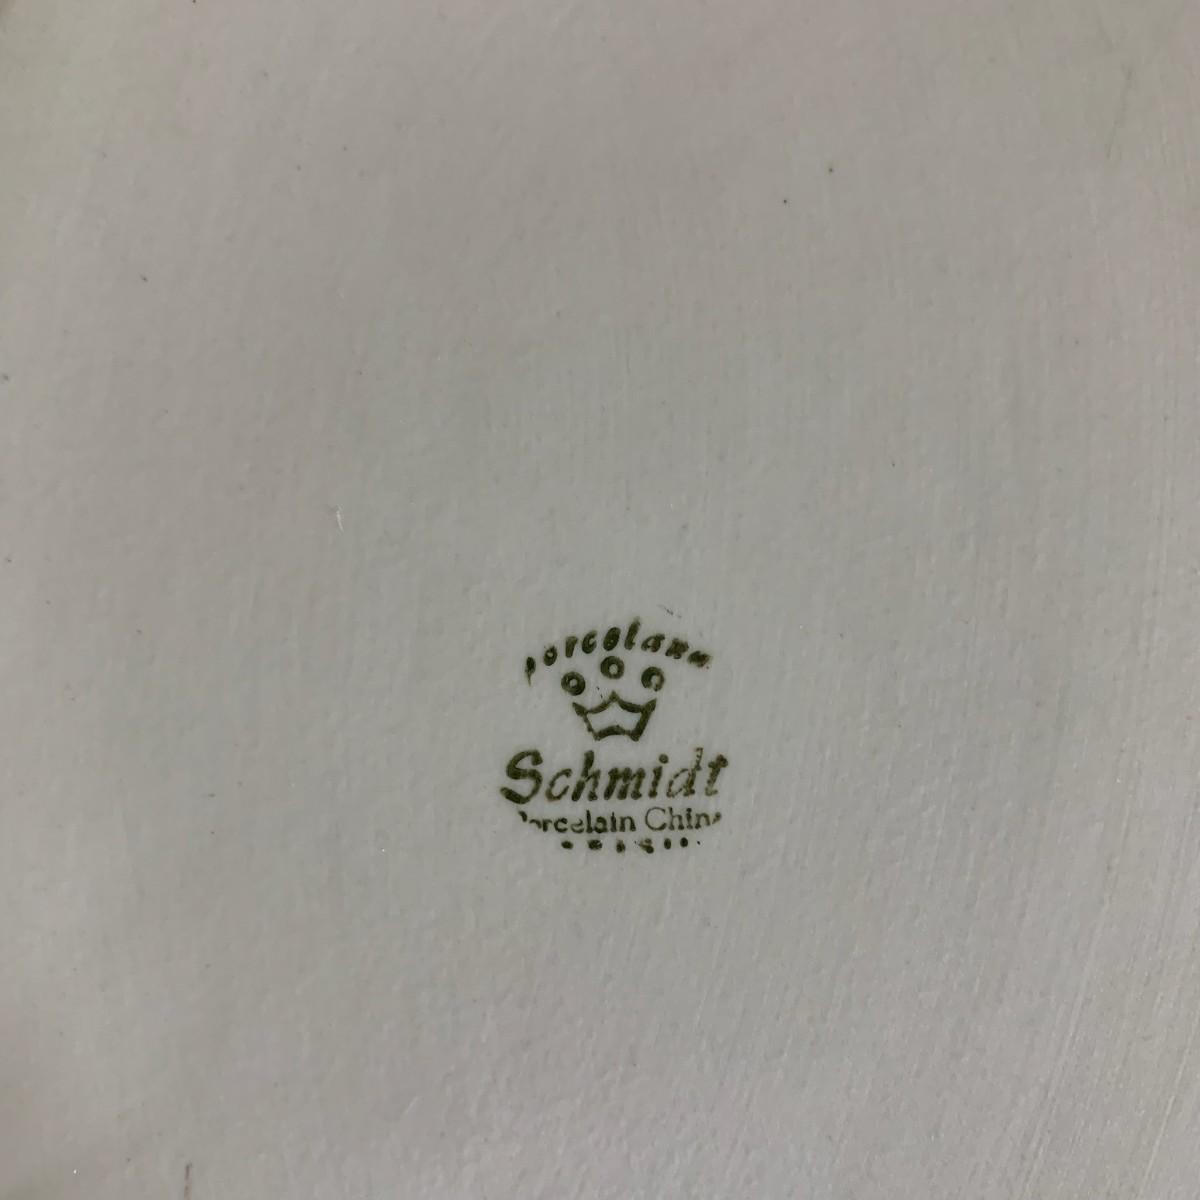 porcelana
Schmidt
Porcelain China